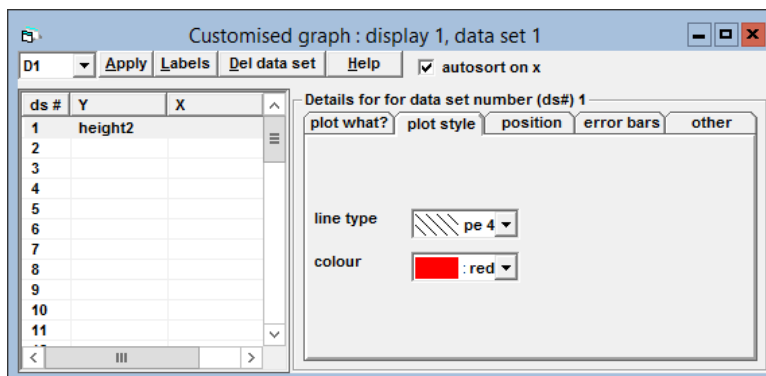 Customised graph : display 1, data set 1
D1 Apply Labels Del data set Help autosort on x
ds # Y X
1 height2
2
3
4
5
6
7
8
9
10
11
Details for for data set number (ds#) 1
plot what? plot style position error bars other
line type pe 4
colour : red